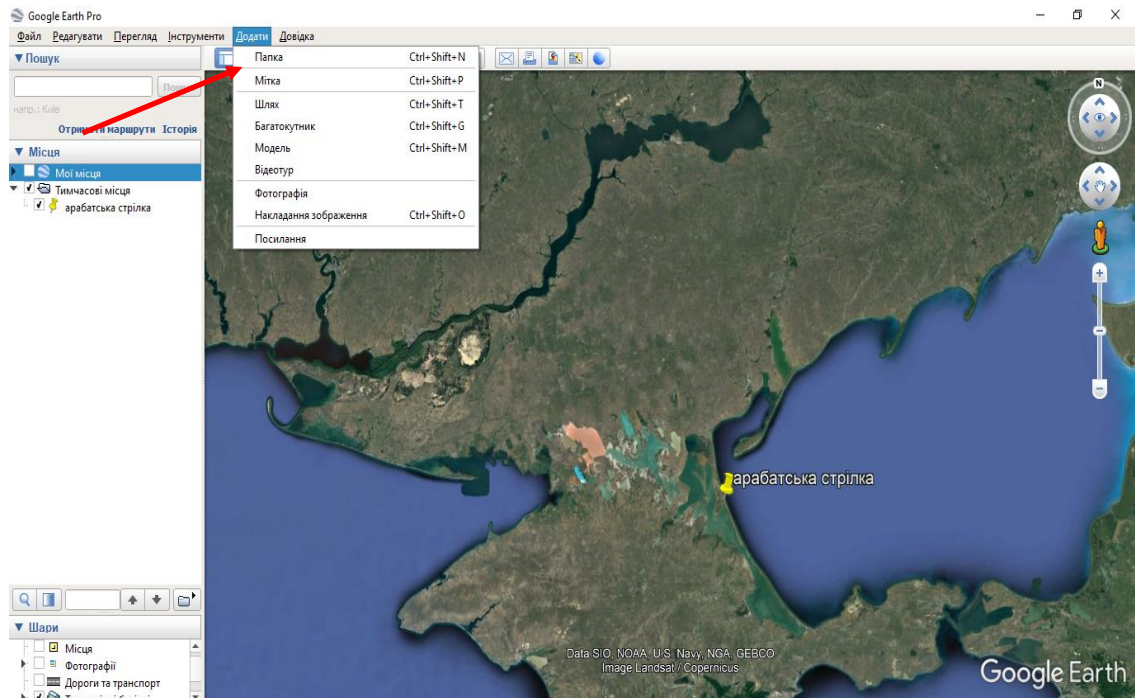 Google Earth Pro
Файл Редагувати Перегляд Інструменти Додати Довідка
Пошук
Папка Ctrl+Shift+N
Мітка Ctrl+Shift+P
Шлях Ctrl+Shift+T
Багатокутник Ctrl+Shift+G
Модель Ctrl+Shift+M
Відеотур
Фотографія
Накладання зображення Ctrl+Shift+O
Посилання
напр.: Київ
Отримати маршрути Історія
Місця
Мої місця
Тимчасові місця
арабатська стрілка
N
арабатська стрілка
Шари
Місця
Фотографії
Дороги та транспорт
Data SIO, NOAA, U.S. Navy, NGA, GEBCO
Image Landsat / Copernicus
Google Earth